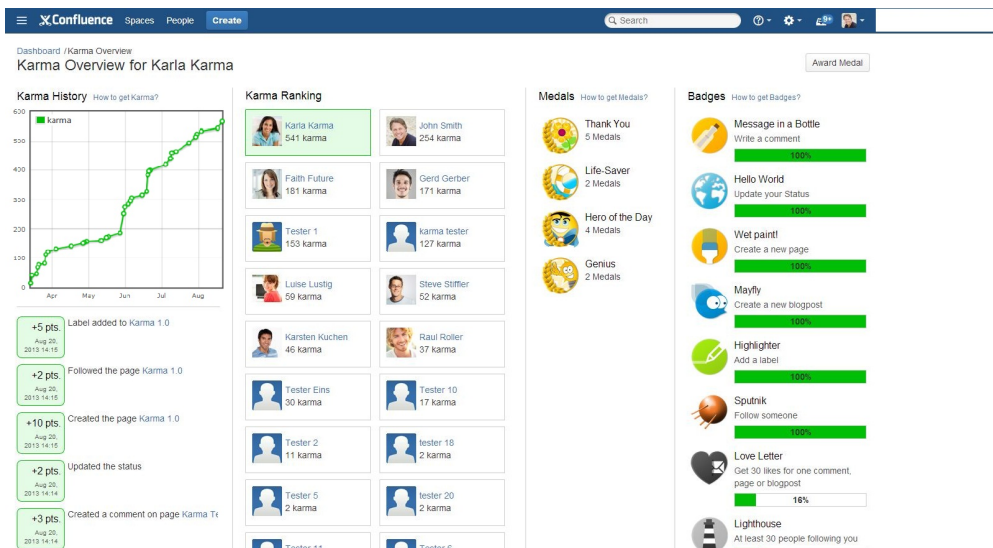 Confluence Spaces People Create Search 9+
Dashboard /Karma Overview
Karma Overview for Karla Karma
Award Medal
Karma History How to get Karma?
600
karma
500
400
300
200
100
0
Apr May Jun Jul Aug
+5 pts.
Aug 20,
2013 14:15
Label added to Karma 1.0
+2 pts.
Aug 20,
2013 14:15
Followed the page Karma 1.0
+10 pts.
Aug 20,
2013 14:15
Created the page Karma 1.0
+2 pts.
Aug 20,
2013 14:14
Updated the status
+3 pts.
Aug 20,
2013 14:14
Created a comment on page Karma Te
Karma Ranking
Karla Karma
541 karma
John Smith
254 karma
Faith Future
181 karma
Gerd Gerber
171 karma
Tester 1
153 karma
karma tester
127 karma
Luise Lustig
59 karma
Steve Stiffler
52 karma
Karsten Kuchen
46 karma
Raul Roller
37 karma
Tester Eins
30 karma
Tester 10
17 karma
Tester 2
11 karma
tester 18
2 karma
Tester 5
2 karma
tester 20
2 karma
Tester 11
Tester 6
Medals How to get Medals?
Thank You
5 Medals
Life-Saver
2 Medals
Hero of the Day
4 Medals
Genius
2 Medals
Badges How to get Badges?
Message in a Bottle
Write a comment
100%
Hello World
Update your Status
100%
Wet paint!
Create a new page
100%
Mayfly
Create a new blogpost
100%
Highlighter
Add a label
100%
Sputnik
Follow someone
100%
Love Letter
Get 30 likes for one comment,
page or blogpost
16%
Lighthouse
At least 30 people following you